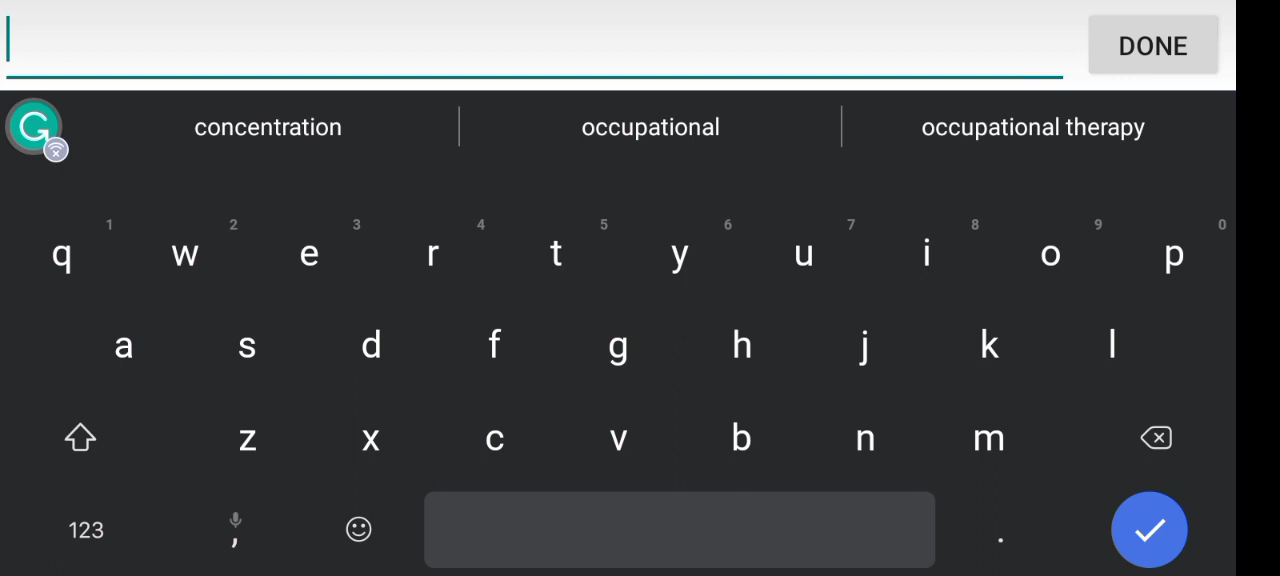 DONE
concentration occupational occupational therapy
1 2 3 4 5 6 7 8 9 0
q w e r t y u i o p
a s d f g h j k l
z x c v b n m
123 , .